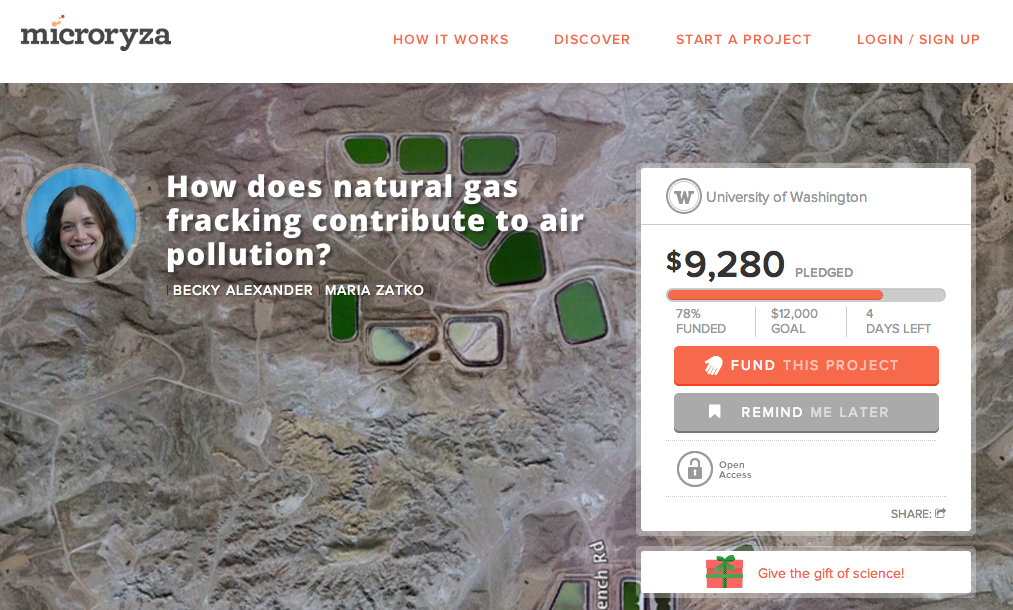 microryza
HOW IT WORKS
DISCOVER
START A PROJECT
LOGIN / SIGN UP
How does natural gas
fracking contribute to air
pollution?
| BECKY ALEXANDER | MARIA ZATKO |
W University of Washington
$9,280 PLEDGED
78%
FUNDED
$12,000
GOAL
4
DAYS LEFT
FUND THIS PROJECT
REMIND ME LATER
Open
Access
SHARE:
Give the gift of science!
ench Rd